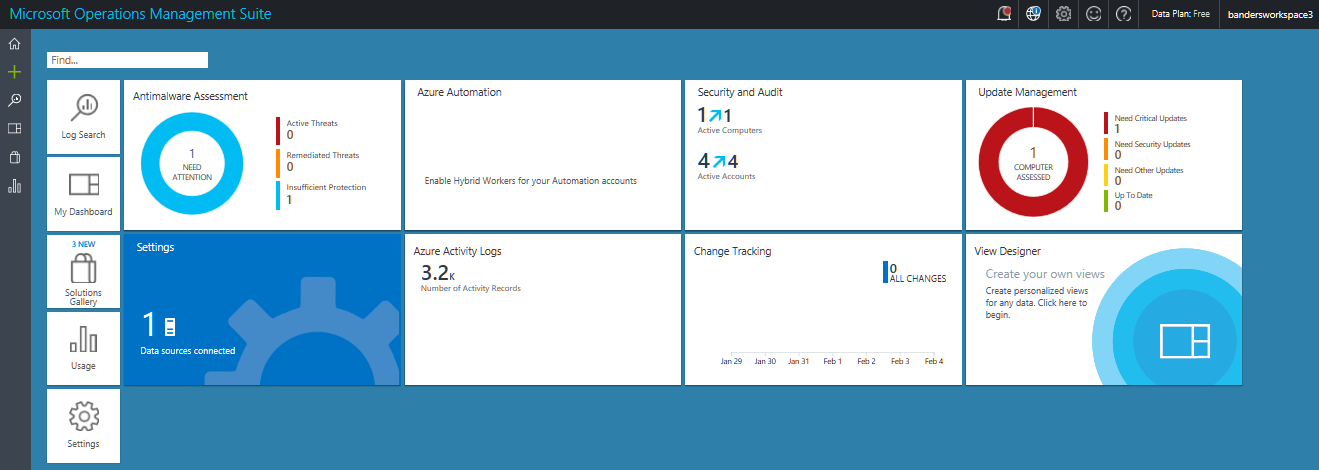 Microsoft Operations Management Suite
Data Plan: Free
bandersworkspace3
Find...
Log Search
My Dashboard
3 NEW
Solutions
Gallery
Usage
Settings
Antimalware Assessment
1
NEED
ATTENTION
Active Threats
0
Remediated Threats
0
Insufficient Protection
1
Azure Automation
Enable Hybrid Workers for your Automation accounts
Security and Audit
1 1
Active Computers
4 4
Active Accounts
Update Management
1
COMPUTER
ASSESSED
Need Critical Updates
1
Need Security Updates
0
Need Other Updates
0
Up To Date
0
Settings
1
Data sources connected
Azure Activity Logs
3.2K
Number of Activity Records
Change Tracking
0
ALL CHANGES
Jan 29 Jan 30 Jan 31 Feb 1 Feb 2 Feb 3 Feb 4
View Designer
Create your own views
Create personalized views
for any data. Click here to
begin.